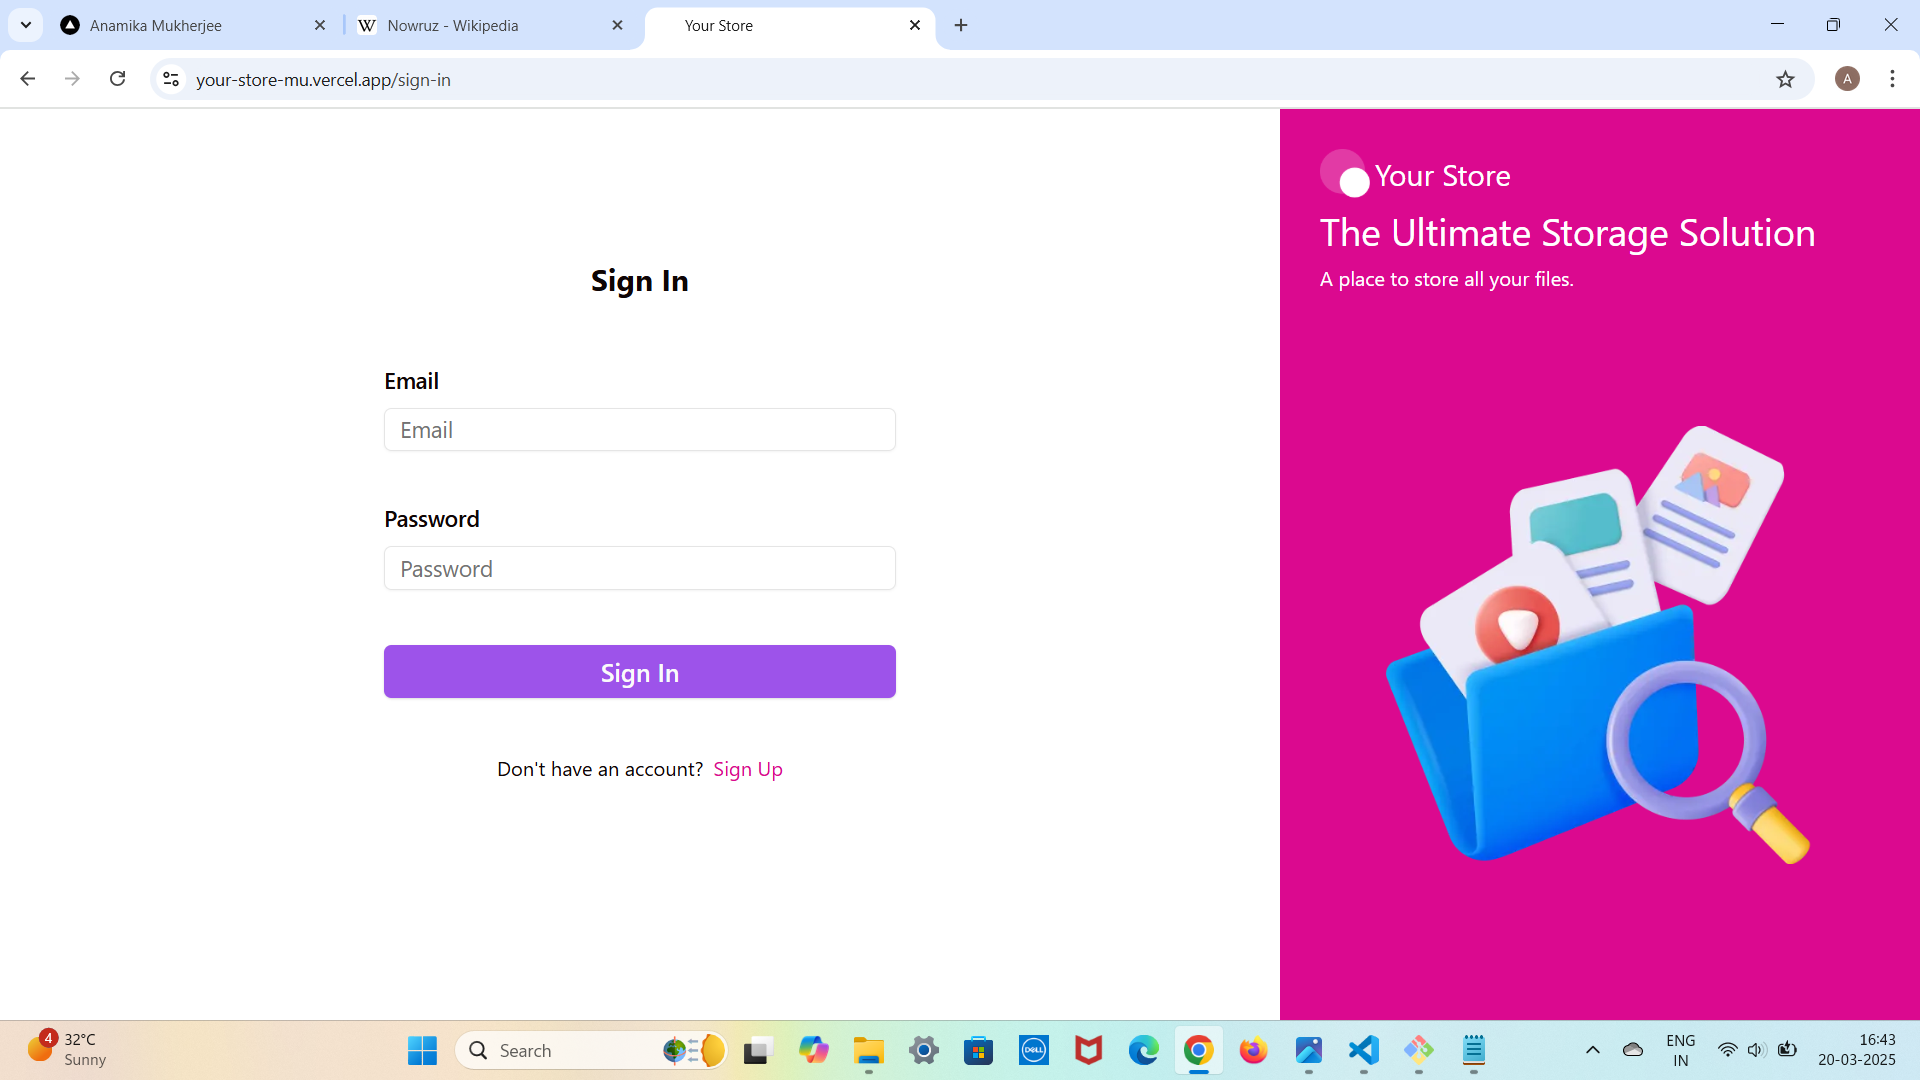 Anamika Mukherjee
W Nowruz - Wikipedia
Your Store
your-store-mu.vercel.app/sign-in
A
Sign In
Email
Email
Password
Password
Sign In
Don't have an account? Sign Up
Your Store
The Ultimate Storage Solution
A place to store all your files.
4
32°C
Sunny
Search
DELL
ENG
IN
16:43
20-03-2025